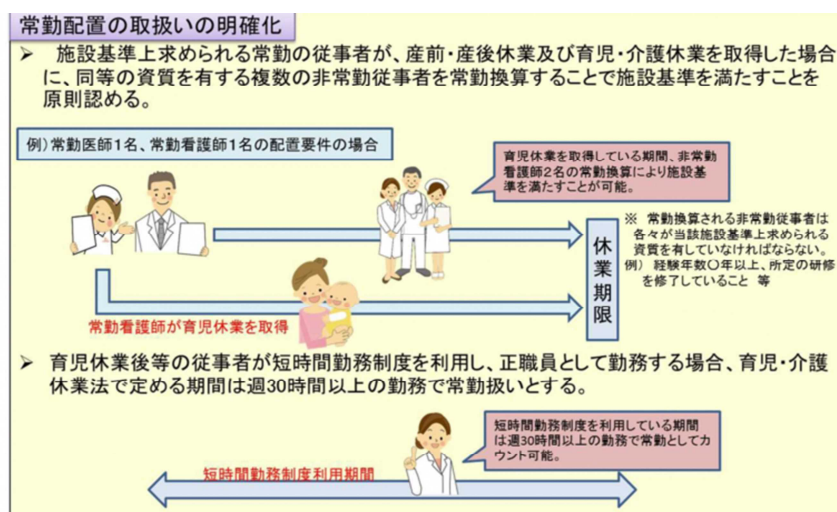 常勤配置の取扱いの明確化
➢ 施設基準上求められる常勤の従事者が、産前・産後休業及び育児・介護休業を取得した場合
に、同等の資質を有する複数の非常勤従事者を常勤換算することで施設基準を満たすことを
原則認める。
例)常勤医師1名、常勤看護師1名の配置要件の場合
育児休業を取得している期間、非常勤
看護師2名の常勤換算により施設基
準を満たすことが可能。
休業期限
※ 常勤換算される非常勤従事者は
各々が当該施設基準上求められる
資質を有していなければならない。
例) 経験年数〇年以上、所定の研修
を修了していること 等
常勤看護師が育児休業を取得
➢ 育児休業後等の従事者が短時間勤務制度を利用し、正職員として勤務する場合、育児・介護
休業法で定める期間は週30時間以上の勤務で常勤扱いとする。
短時間勤務制度を利用している期間
は週30時間以上の勤務で常勤としてカ
ウント可能。
短時間勤務制度利用期間